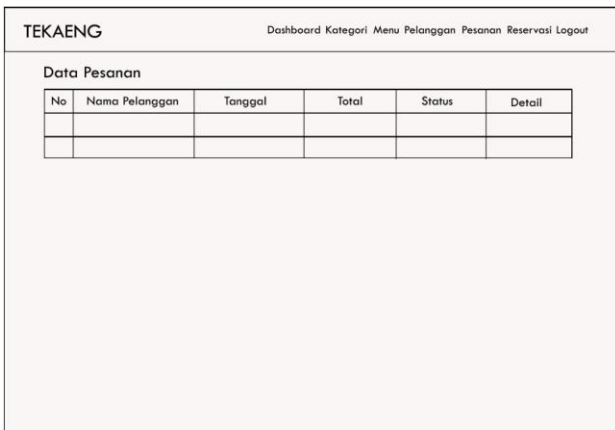 TEKAENG
Dashboard Kategori Menu Pelanggan Pesanan Reservasi Logout
Data Pesanan
No Nama Pelanggan Tanggal Total Status Detail